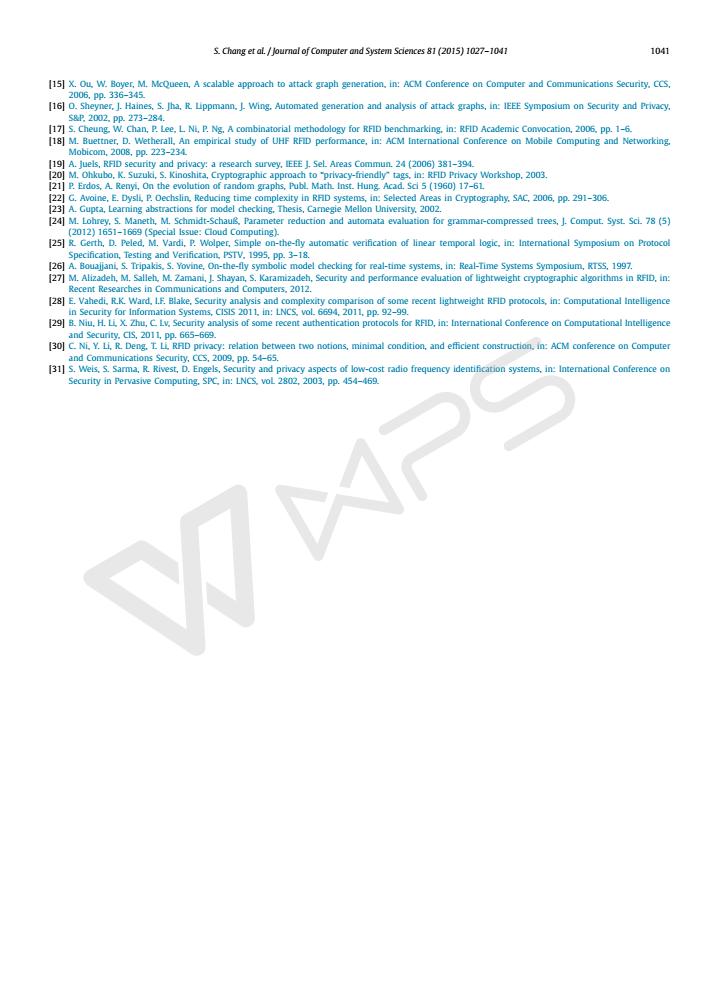 S. Chang et al. / Journal of Computer and System Sciences 81 (2015) 1027–1041 1041
[15] X. Ou, W. Boyer, M. McQueen, A scalable approach to attack graph generation, in: ACM Conference on Computer and Communications Security, CCS,
2006, pp. 336–345.
[16] O. Sheyner, J. Haines, S. Jha, R. Lippmann, J. Wing, Automated generation and analysis of attack graphs, in: IEEE Symposium on Security and Privacy,
S&P, 2002, pp. 273–284.
[17] S. Cheung, W. Chan, P. Lee, L. Ni, P. Ng, A combinatorial methodology for RFID benchmarking, in: RFID Academic Convocation, 2006, pp. 1–6.
[18] M. Buettner, D. Wetherall, An empirical study of UHF RFID performance, in: ACM International Conference on Mobile Computing and Networking,
Mobicom, 2008, pp. 223–234.
[19] A. Juels, RFID security and privacy: a research survey, IEEE J. Sel. Areas Commun. 24 (2006) 381–394.
[20] M. Ohkubo, K. Suzuki, S. Kinoshita, Cryptographic approach to “privacy-friendly” tags, in: RFID Privacy Workshop, 2003.
[21] P. Erdos, A. Renyi, On the evolution of random graphs, Publ. Math. Inst. Hung. Acad. Sci 5 (1960) 17–61.
[22] G. Avoine, E. Dysli, P. Oechslin, Reducing time complexity in RFID systems, in: Selected Areas in Cryptography, SAC, 2006, pp. 291–306.
[23] A. Gupta, Learning abstractions for model checking, Thesis, Carnegie Mellon University, 2002.
[24] M. Lohrey, S. Maneth, M. Schmidt-Schauß, Parameter reduction and automata evaluation for grammar-compressed trees, J. Comput. Syst. Sci. 78 (5)
(2012) 1651–1669 (Special Issue: Cloud Computing).
[25] R. Gerth, D. Peled, M. Vardi, P. Wolper, Simple on-the-fly automatic verification of linear temporal logic, in: International Symposium on Protocol
Specification, Testing and Verification, PSTV, 1995, pp. 3–18.
[26] A. Bouajjani, S. Tripakis, S. Yovine, On-the-fly symbolic model checking for real-time systems, in: Real-Time Systems Symposium, RTSS, 1997.
[27] M. Alizadeh, M. Salleh, M. Zamani, J. Shayan, S. Karamizadeh, Security and performance evaluation of lightweight cryptographic algorithms in RFID, in:
Recent Researches in Communications and Computers, 2012.
[28] E. Vahedi, R.K. Ward, I.F. Blake, Security analysis and complexity comparison of some recent lightweight RFID protocols, in: Computational Intelligence
in Security for Information Systems, CISIS 2011, in: LNCS, vol. 6694, 2011, pp. 92–99.
[29] B. Niu, H. Li, X. Zhu, C. Lv, Security analysis of some recent authentication protocols for RFID, in: International Conference on Computational Intelligence
and Security, CIS, 2011, pp. 665–669.
[30] C. Ni, Y. Li, R. Deng, T. Li, RFID privacy: relation between two notions, minimal condition, and efficient construction, in: ACM conference on Computer
and Communications Security, CCS, 2009, pp. 54–65.
[31] S. Weis, S. Sarma, R. Rivest, D. Engels, Security and privacy aspects of low-cost radio frequency identification systems, in: International Conference on
Security in Pervasive Computing, SPC, in: LNCS, vol. 2802, 2003, pp. 454–469.